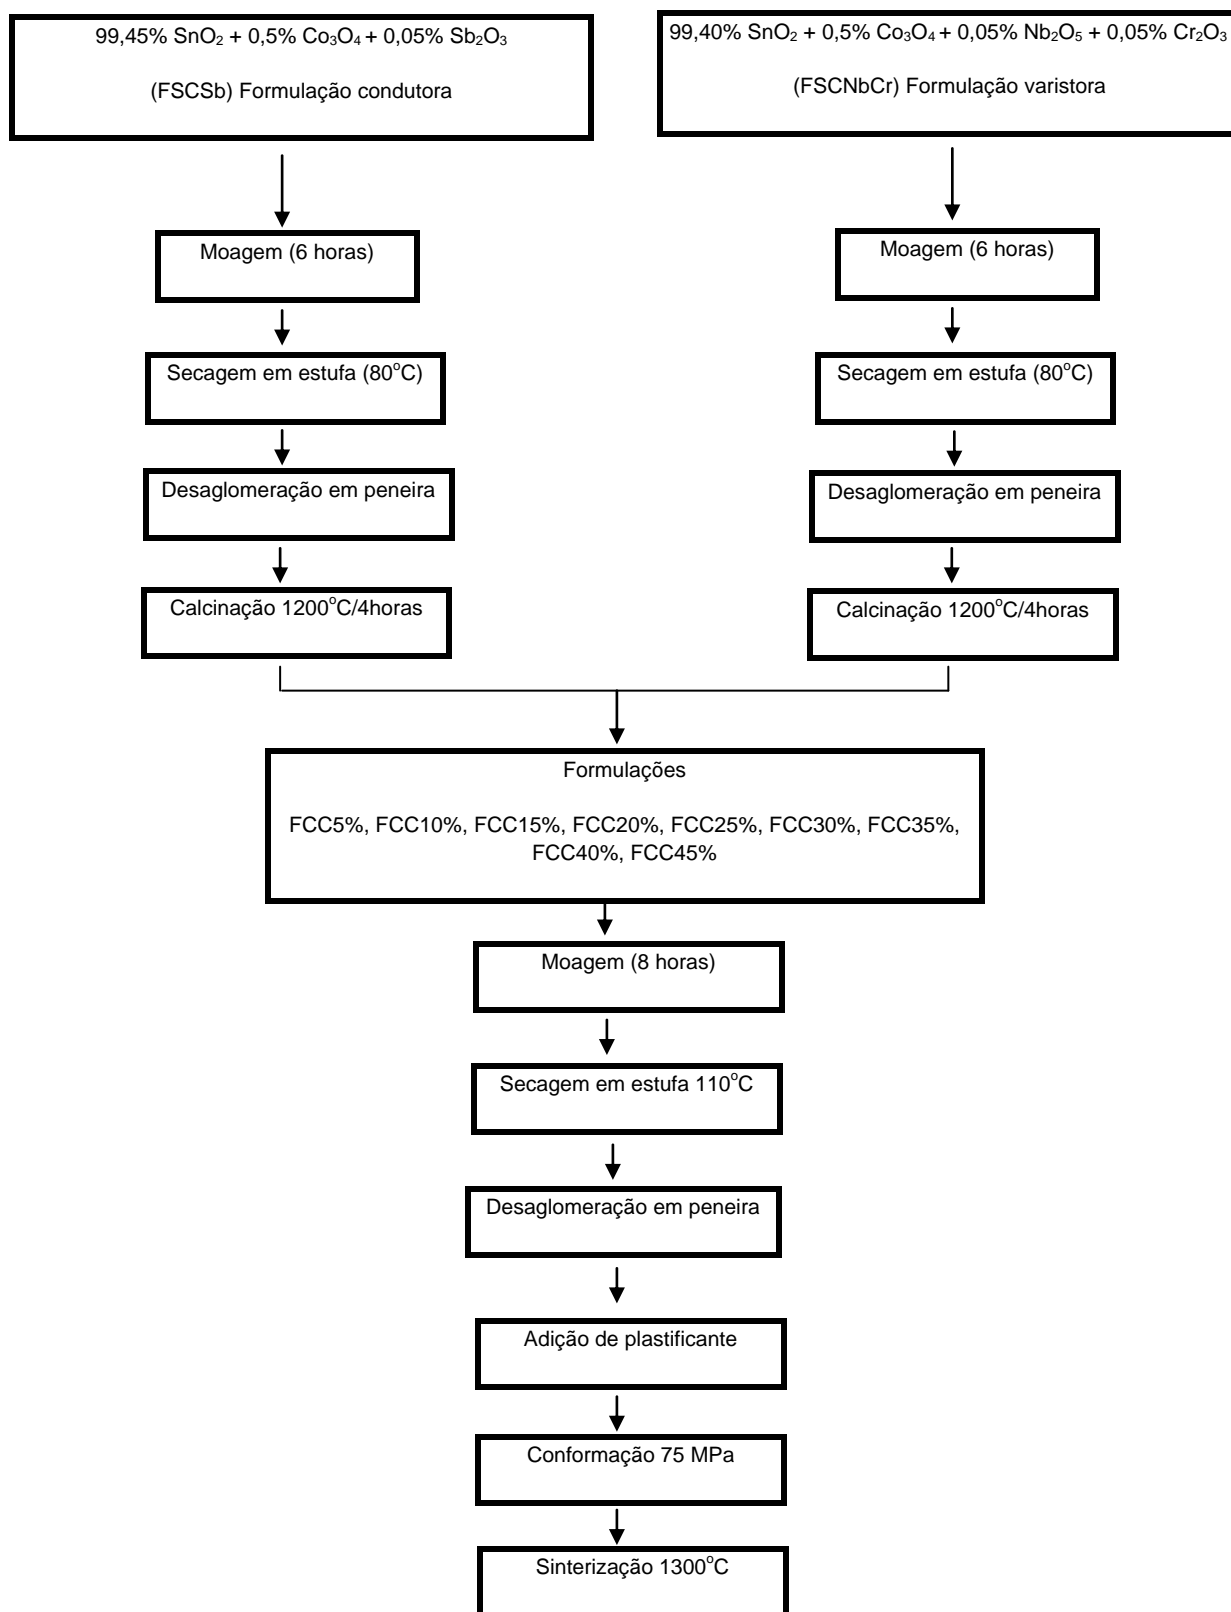 99,45% SnO₂ + 0,5% Co₃O₄ + 0,05% Sb₂O₃
(FSCSb) Formulação condutora
99,40% SnO₂ + 0,5% Co₃O₄ + 0,05% Nb₂O₅ + 0,05% Cr₂O₃
(FSCNbCr) Formulação varistora
Moagem (6 horas)
Moagem (6 horas)
Secagem em estufa (80°C)
Secagem em estufa (80°C)
Desaglomeração em peneira
Desaglomeração em peneira
Calcinação 1200°C/4horas
Calcinação 1200°C/4horas
Formulações
FCC5%, FCC10%, FCC15%, FCC20%, FCC25%, FCC30%, FCC35%,
FCC40%, FCC45%
Moagem (8 horas)
Secagem em estufa 110°C
Desaglomeração em peneira
Adição de plastificante
Conformação 75 MPa
Sinterização 1300°C